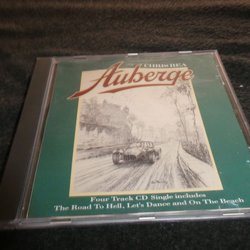 CHRIS REA
Auberge
Four Track CD Single includes
The Road To Hell, Let's Dance and On The Beach